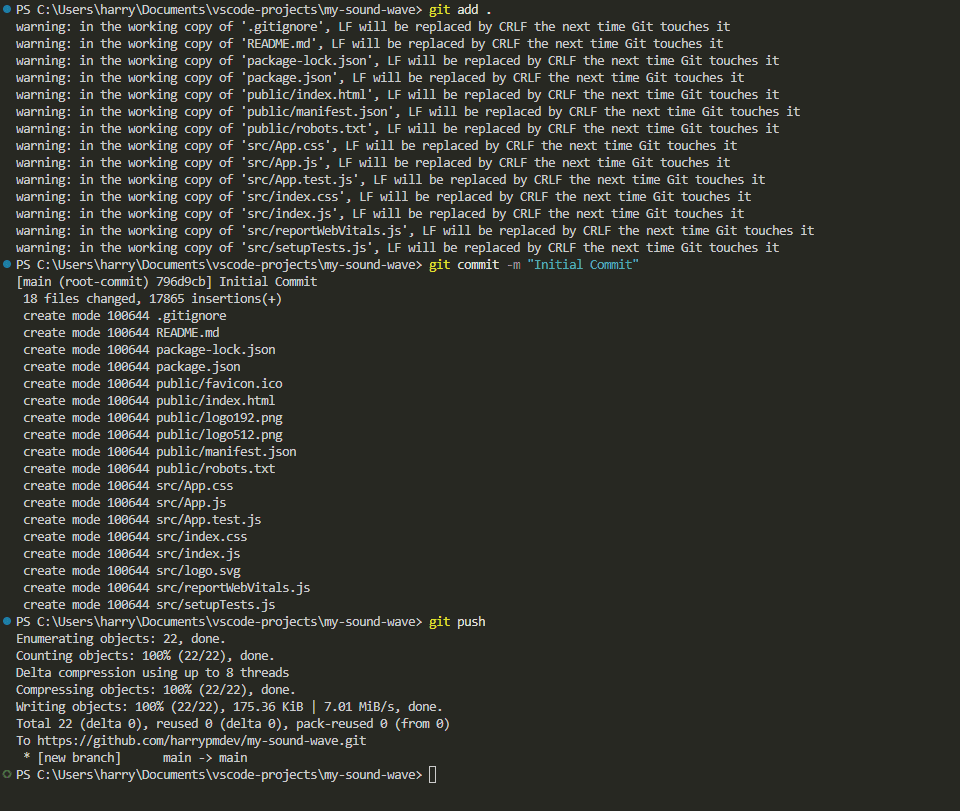 PS C:\Users\harry\Documents\vscode-projects\my-sound-wave> git add .
warning: in the working copy of '.gitignore', LF will be replaced by CRLF the next time Git touches it
warning: in the working copy of 'README.md', LF will be replaced by CRLF the next time Git touches it
warning: in the working copy of 'package-lock.json', LF will be replaced by CRLF the next time Git touches it
warning: in the working copy of 'package.json', LF will be replaced by CRLF the next time Git touches it
warning: in the working copy of 'public/index.html', LF will be replaced by CRLF the next time Git touches it
warning: in the working copy of 'public/manifest.json', LF will be replaced by CRLF the next time Git touches it
warning: in the working copy of 'public/robots.txt', LF will be replaced by CRLF the next time Git touches it
warning: in the working copy of 'src/App.css', LF will be replaced by CRLF the next time Git touches it
warning: in the working copy of 'src/App.js', LF will be replaced by CRLF the next time Git touches it
warning: in the working copy of 'src/App.test.js', LF will be replaced by CRLF the next time Git touches it
warning: in the working copy of 'src/index.css', LF will be replaced by CRLF the next time Git touches it
warning: in the working copy of 'src/index.js', LF will be replaced by CRLF the next time Git touches it
warning: in the working copy of 'src/reportWebVitals.js', LF will be replaced by CRLF the next time Git touches it
warning: in the working copy of 'src/setupTests.js', LF will be replaced by CRLF the next time Git touches it
PS C:\Users\harry\Documents\vscode-projects\my-sound-wave> git commit -m "Initial Commit"
[main (root-commit) 796d9cb] Initial Commit
 18 files changed, 17865 insertions(+)
 create mode 100644 .gitignore
 create mode 100644 README.md
 create mode 100644 package-lock.json
 create mode 100644 package.json
 create mode 100644 public/favicon.ico
 create mode 100644 public/index.html
 create mode 100644 public/logo192.png
 create mode 100644 public/logo512.png
 create mode 100644 public/manifest.json
 create mode 100644 public/robots.txt
 create mode 100644 src/App.css
 create mode 100644 src/App.js
 create mode 100644 src/App.test.js
 create mode 100644 src/index.css
 create mode 100644 src/index.js
 create mode 100644 src/logo.svg
 create mode 100644 src/reportWebVitals.js
 create mode 100644 src/setupTests.js
PS C:\Users\harry\Documents\vscode-projects\my-sound-wave> git push
Enumerating objects: 22, done.
Counting objects: 100% (22/22), done.
Delta compression using up to 8 threads
Compressing objects: 100% (22/22), done.
Writing objects: 100% (22/22), 175.36 KiB | 7.01 MiB/s, done.
Total 22 (delta 0), reused 0 (delta 0), pack-reused 0 (from 0)
To https://github.com/harrypmdev/my-sound-wave.git
 * [new branch]      main -> main
PS C:\Users\harry\Documents\vscode-projects\my-sound-wave>